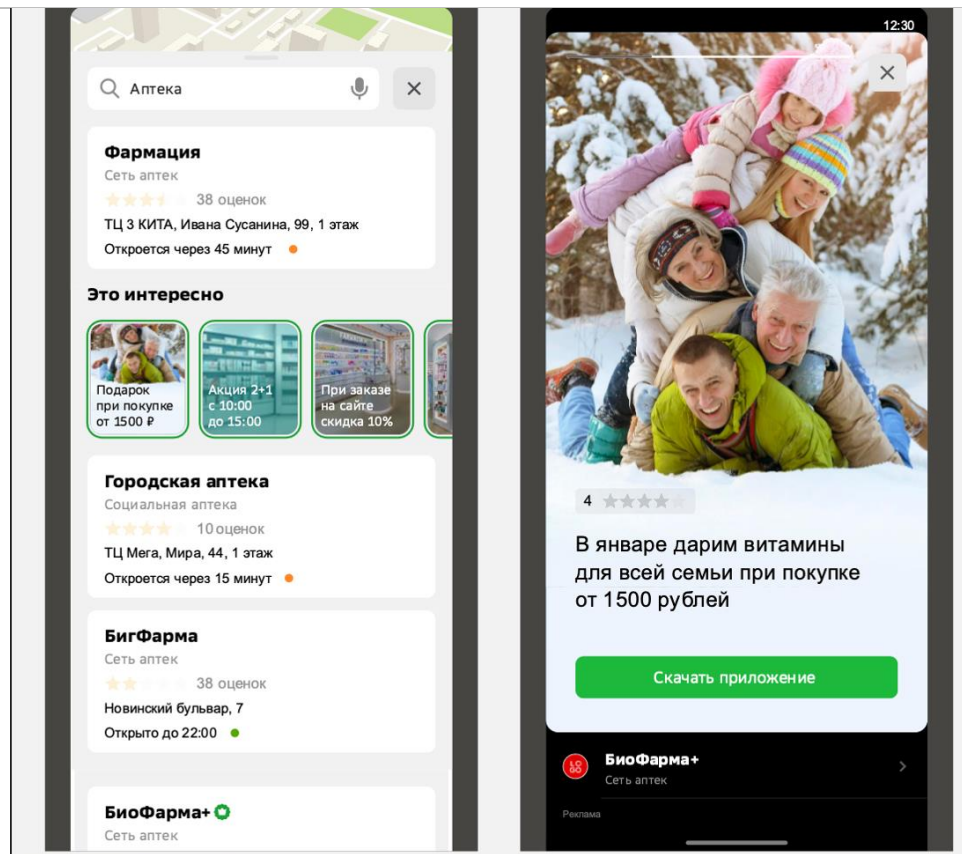 Аптека
Фармация
Сеть аптек
38 оценок
ТЦ 3 КИТА, Ивана Сусанина, 99, 1 этаж
Откроется через 45 минут
Это интересно
Подарок
при покупке
от 1500 ₽
Акция 2+1
с 10:00
до 15:00
При заказе
на сайте
скидка 10%
Городская аптека
Социальная аптека
10 оценок
ТЦ Мега, Мира, 44, 1 этаж
Откроется через 15 минут
БигФарма
Сеть аптек
38 оценок
Новинский бульвар, 7
Открыто до 22:00
БиоФарма+
Сеть аптек
12:30
4
В январе дарим витамины
для всей семьи при покупке
от 1500 рублей
Скачать приложение
LO
GO
БиоФарма+
Сеть аптек
Реклама